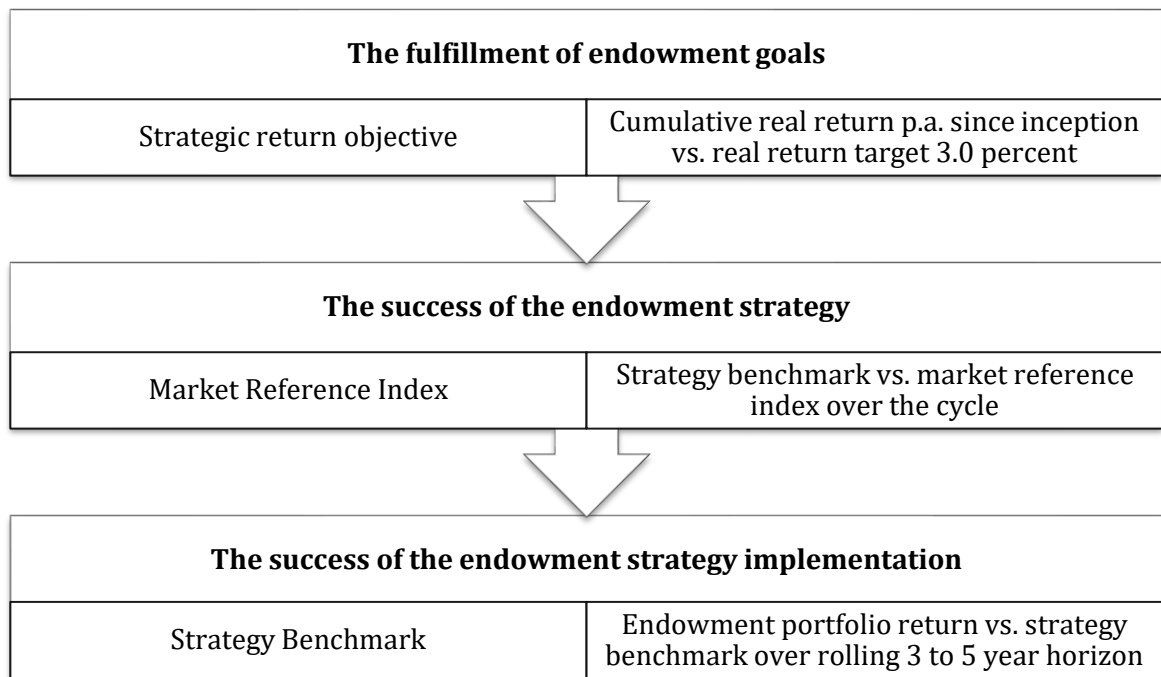 The fulfillment of endowment goals
Strategic return objective
Cumulative real return p.a. since inception
vs. real return target 3.0 percent
The success of the endowment strategy
Market Reference Index
Strategy benchmark vs. market reference
index over the cycle
The success of the endowment strategy implementation
Strategy Benchmark
Endowment portfolio return vs. strategy
benchmark over rolling 3 to 5 year horizon